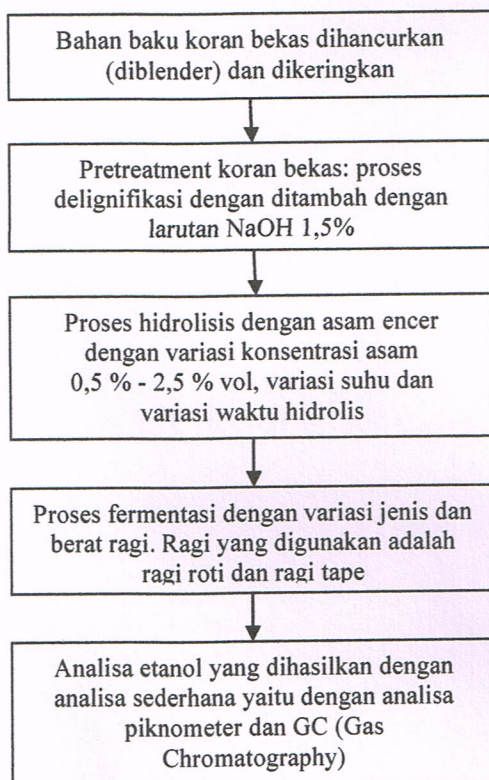 Bahan baku koran bekas dihancurkan
(diblender) dan dikeringkan
Pretreatment koran bekas: proses
delignifikasi dengan ditambah dengan
larutan NaOH 1,5%
Proses hidrolisis dengan asam encer
dengan variasi konsentrasi asam
0,5 % - 2,5 % vol, variasi suhu dan
variasi waktu hidrolis
Proses fermentasi dengan variasi jenis dan
berat ragi. Ragi yang digunakan adalah
ragi roti dan ragi tape
Analisa etanol yang dihasilkan dengan
analisa sederhana yaitu dengan analisa
piknometer dan GC (Gas
Chromatography)